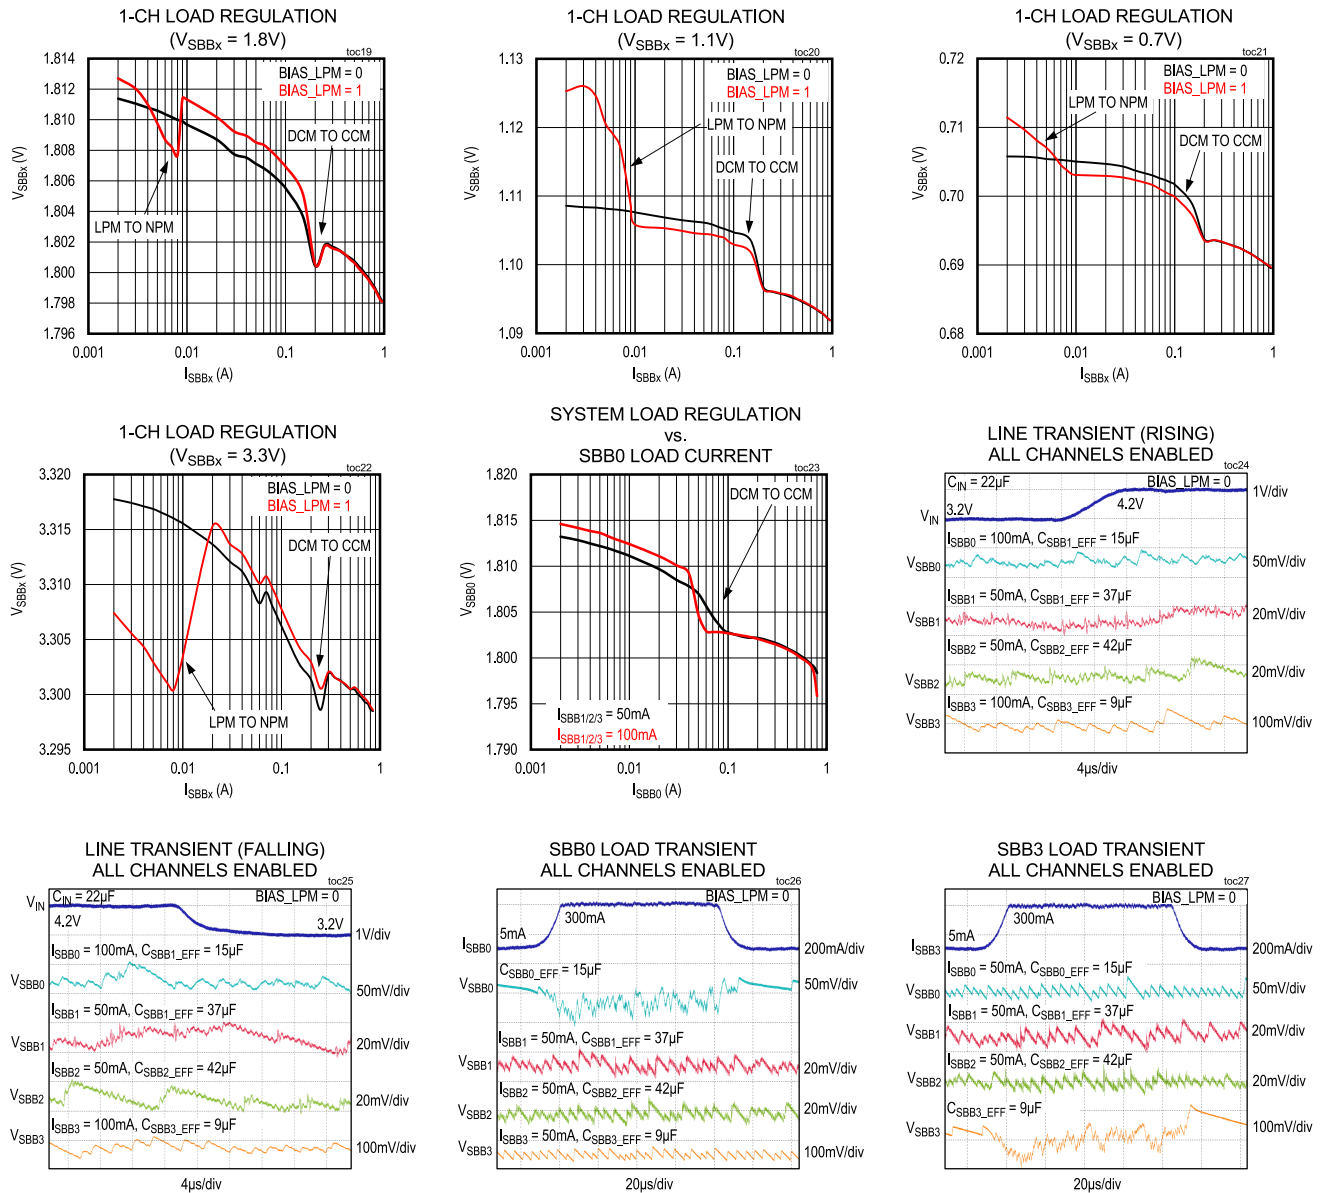 1-CH LOAD REGULATION
(VSBBx = 1.8V)
toc19
1.814
1.812
1.810
1.808
1.806
1.804
1.802
1.800
1.798
1.796
VSBBx (V)
BIAS_LPM = 0
BIAS_LPM = 1
DCM TO CCM
LPM TO NPM
0.001
0.01
0.1
1
ISBBx (A)
1-CH LOAD REGULATION
(VSBBx = 1.1V)
toc20
1.13
1.12
1.11
1.10
1.09
VSBBx (V)
BIAS_LPM = 0
BIAS_LPM = 1
LPM TO NPM
DCM TO CCM
0.001
0.01
0.1
1
ISBBx (A)
1-CH LOAD REGULATION
(VSBBx = 0.7V)
toc21
0.72
0.71
0.70
0.69
0.68
VSBBx (V)
BIAS_LPM = 0
BIAS_LPM = 1
LPM TO NPM
DCM TO CCM
0.001
0.01
0.1
1
ISBBx (A)
1-CH LOAD REGULATION
(VSBBx = 3.3V)
toc22
3.320
3.315
3.310
3.305
3.300
3.295
VSBBx (V)
BIAS_LPM = 0
BIAS_LPM = 1
DCM TO CCM
LPM TO NPM
0.001
0.01
0.1
1
ISBBx (A)
SYSTEM LOAD REGULATION
vs.
SBB0 LOAD CURRENT
toc23
1.820
1.815
1.810
1.805
1.800
1.795
1.790
VSBB0 (V)
DCM TO CCM
ISBB1/2/3 = 50mA
ISBB1/2/3 = 100mA
0.001
0.01
0.1
1
ISBB0 (A)
LINE TRANSIENT (RISING)
ALL CHANNELS ENABLED
toc24
CIN = 22µF
BIAS_LPM = 0
3.2V
4.2V
VIN
1V/div
ISBB0 = 100mA, CSBB1_EFF = 15µF
VSBB0
50mV/div
ISBB1 = 50mA, CSBB1_EFF = 37µF
VSBB1
20mV/div
ISBB2 = 50mA, CSBB2_EFF = 42µF
VSBB2
20mV/div
ISBB3 = 100mA, CSBB3_EFF = 9µF
VSBB3
100mV/div
4µs/div
LINE TRANSIENT (FALLING)
ALL CHANNELS ENABLED
toc25
CIN = 22µF
BIAS_LPM = 0
VIN
4.2V
3.2V
1V/div
ISBB0 = 100mA, CSBB1_EFF = 15µF
VSBB0
50mV/div
ISBB1 = 50mA, CSBB1_EFF = 37µF
VSBB1
20mV/div
ISBB2 = 50mA, CSBB2_EFF = 42µF
VSBB2
20mV/div
ISBB3 = 100mA, CSBB3_EFF = 9µF
VSBB3
100mV/div
4µs/div
SBB0 LOAD TRANSIENT
ALL CHANNELS ENABLED
toc26
BIAS_LPM = 0
300mA
5mA
ISBB0
200mA/div
CSBB0_EFF = 15µF
VSBB0
50mV/div
ISBB1 = 50mA, CSBB1_EFF = 37µF
VSBB1
20mV/div
ISBB2 = 50mA, CSBB2_EFF = 42µF
VSBB2
20mV/div
ISBB3 = 50mA, CSBB3_EFF = 9µF
VSBB3
100mV/div
20µs/div
SBB3 LOAD TRANSIENT
ALL CHANNELS ENABLED
toc27
BIAS_LPM = 0
300mA
5mA
ISBB3
200mA/div
ISBB0 = 50mA, CSBB0_EFF = 15µF
VSBB0
50mV/div
ISBB1 = 50mA, CSBB1_EFF = 37µF
VSBB1
20mV/div
ISBB2 = 50mA, CSBB2_EFF = 42µF
VSBB2
20mV/div
CSBB3_EFF = 9µF
VSBB3
100mV/div
20µs/div